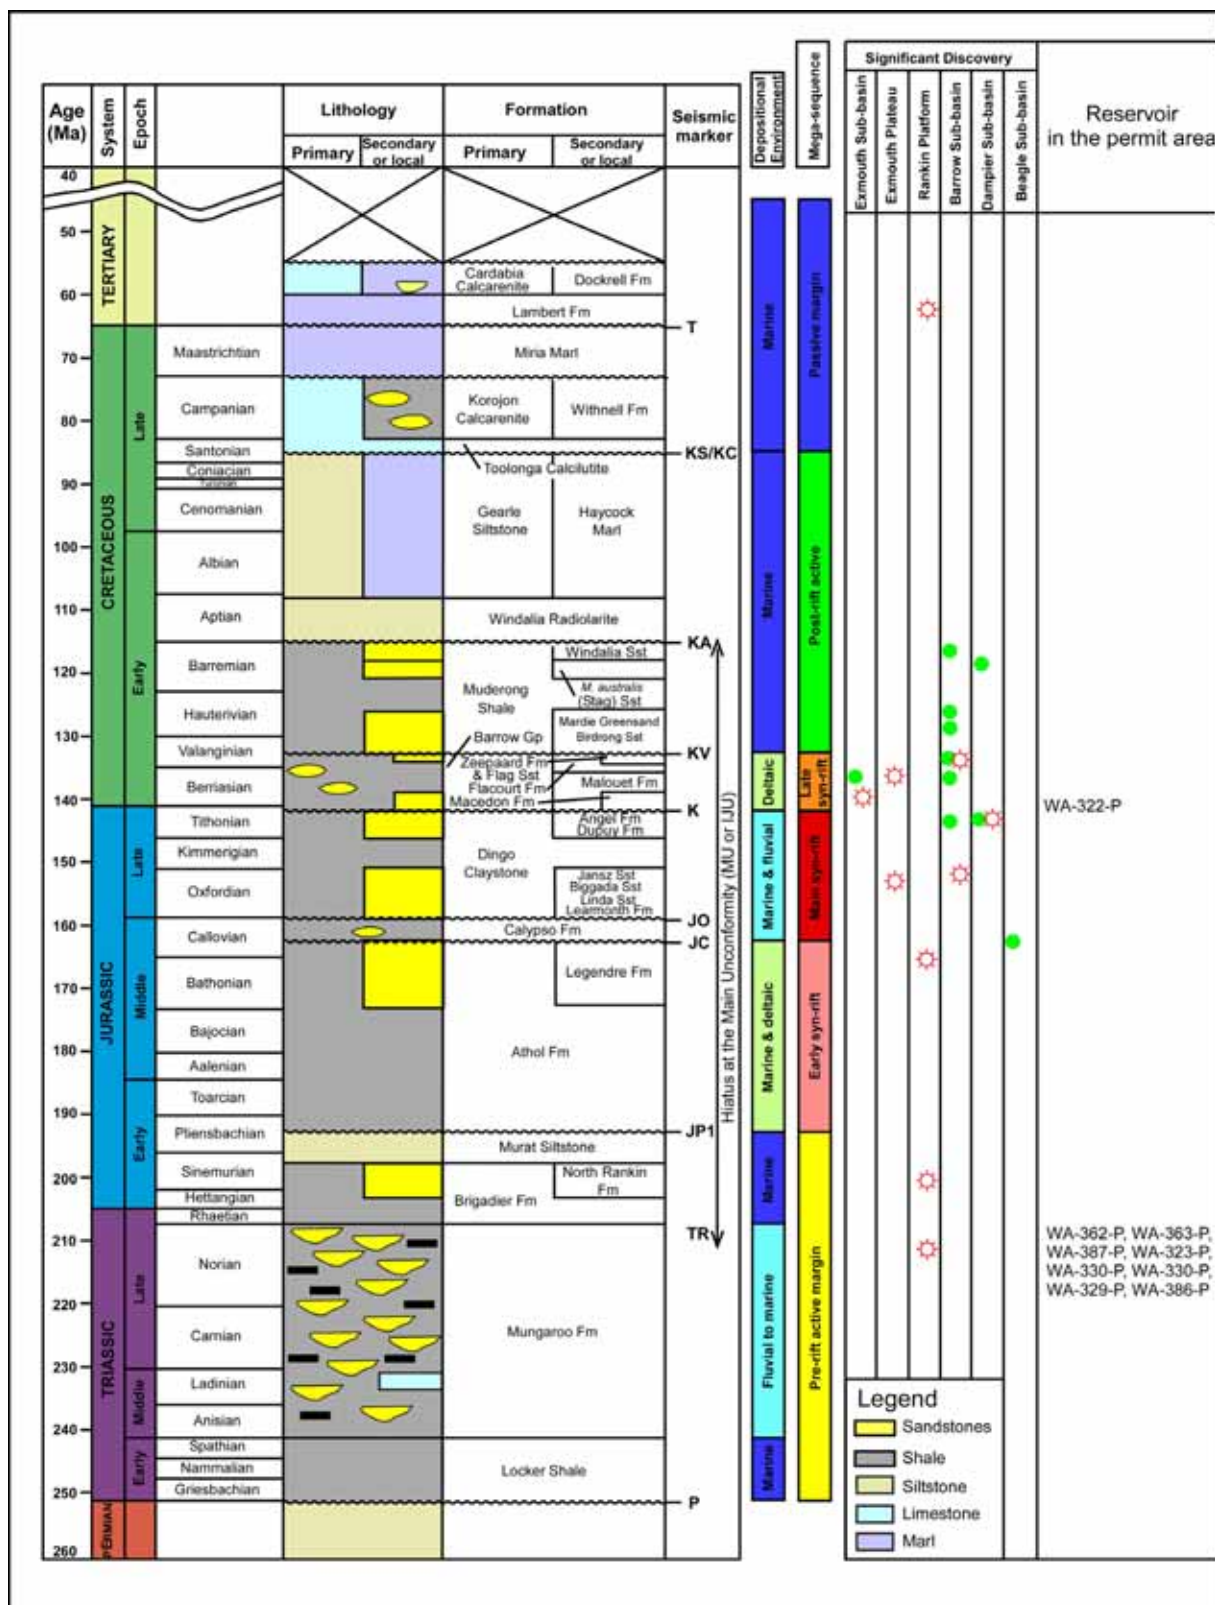 Age
(Ma)
System
Epoch
Lithology
Primary
Secondary
or local
Formation
Primary
Secondary
or local
Seismic
marker
Depositional
Environment
Mega-sequence
Significant Discovery
Exmouth Sub-basin
Exmouth Plateau
Rankin Platform
Barrow Sub-basin
Dampier Sub-basin
Beagle Sub-basin
Reservoir
in the permit area
40
50
60
70
80
90
100
110
120
130
140
150
160
170
180
190
200
210
220
230
240
250
260
TERTIARY
CRETACEOUS
JURASSIC
TRIASSIC
PERMIAN
Late
Early
Late
Middle
Early
Late
Middle
Early
Maastrichtian
Campanian
Santonian
Coniacian
Turonian
Cenomanian
Albian
Aptian
Barremian
Hauterivian
Valanginian
Berriasian
Tithonian
Kimmerigian
Oxfordian
Callovian
Bathonian
Bajocian
Aalenian
Toarcian
Pliensbachian
Sinemurian
Hettangian
Rhaetian
Norian
Carnian
Ladinian
Anisian
Spathian
Nammalian
Griesbachian
Cardabia
Calcarenite
Dockrell Fm
Lambert Fm
Miria Marl
Korojon
Calcarenite
Withnell Fm
Toolonga Calcilutite
Gearle
Siltstone
Haycock
Marl
Windalia Radiolarite
Windalia Sst
M. australis
(Stag) Sst
Muderong
Shale
Mardie Greensand
Birdrong Sst
Barrow Gp
Zeepaard Fm
& Flag Sst
Flacourt Fm
Malouet Fm
Macedon Fm
Angel Fm
Dupuy Fm
Dingo
Claystone
Jansz Sst
Biggada Sst
Linda Sst
Learmonth Fm
Calypso Fm
Legendre Fm
Athol Fm
Murat Siltstone
North Rankin
Fm
Brigadier Fm
Mungaroo Fm
Locker Shale
T
KS/KC
KA
KV
K
JO
JC
JP1
TR
P
Hiatus at the Main Unconformity (MU or IJU)
Marine
Marine
Deltaic
Marine & fluvial
Marine & deltaic
Marine
Fluvial to marine
Marine
Passive margin
Post-rift active
Late
syn-rift
Main syn-rift
Early syn-rift
Pre-rift active margin
WA-322-P
WA-362-P, WA-363-P,
WA-387-P, WA-323-P,
WA-330-P, WA-330-P,
WA-329-P, WA-386-P
Legend
Sandstones
Shale
Siltstone
Limestone
Marl